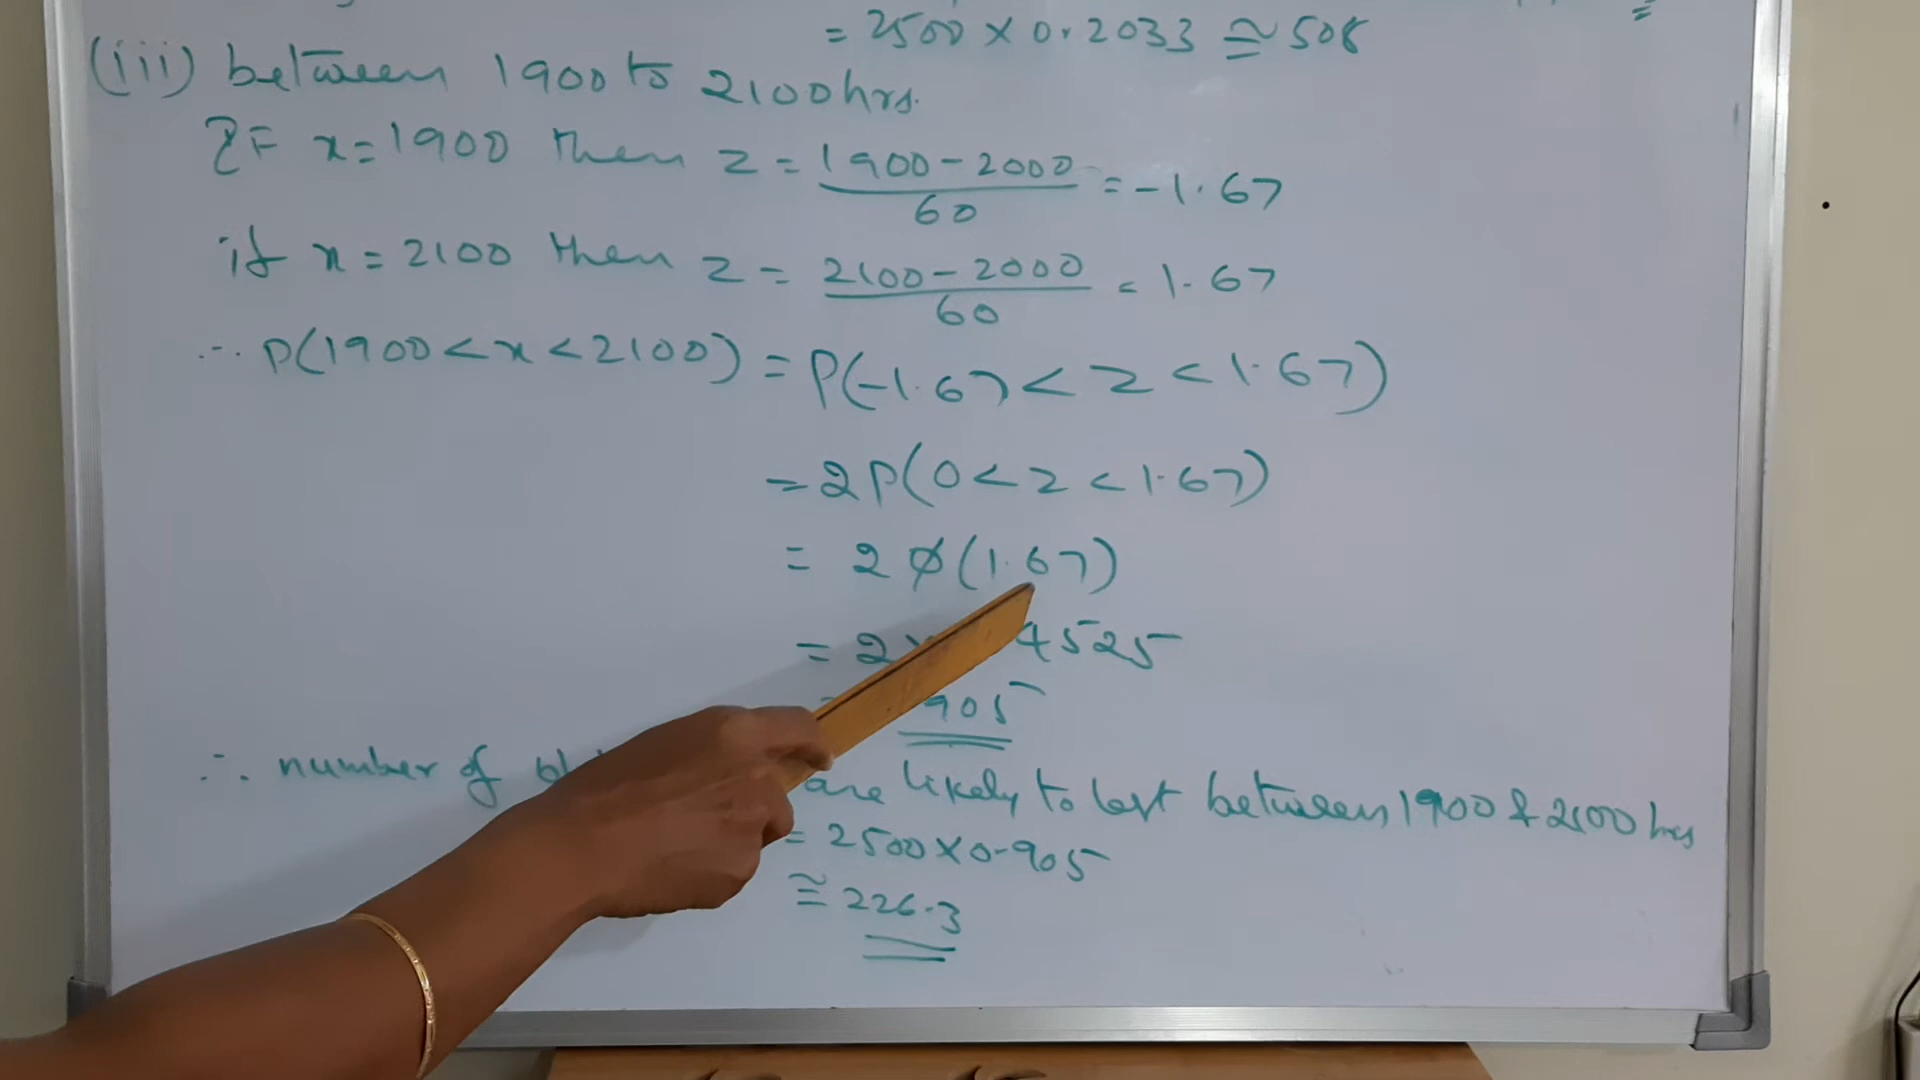 = 2500 × 0.2033 ≅ 508
(iii) between 1900 to 2100 hrs.
IF x = 1900 then z = 1900 - 2000 / 60 = -1.67
if x = 2100 then z = 2100 - 2000 / 60 = 1.67
∴ P(1900 < x < 2100) = P(-1.67 < z < 1.67)
= 2P(0 < z < 1.67)
= 2 φ(1.67)
= 2 4525
905
∴ number of are likely to last between 1900 & 2100 hrs
= 2500 × 0.905
≅ 226.3